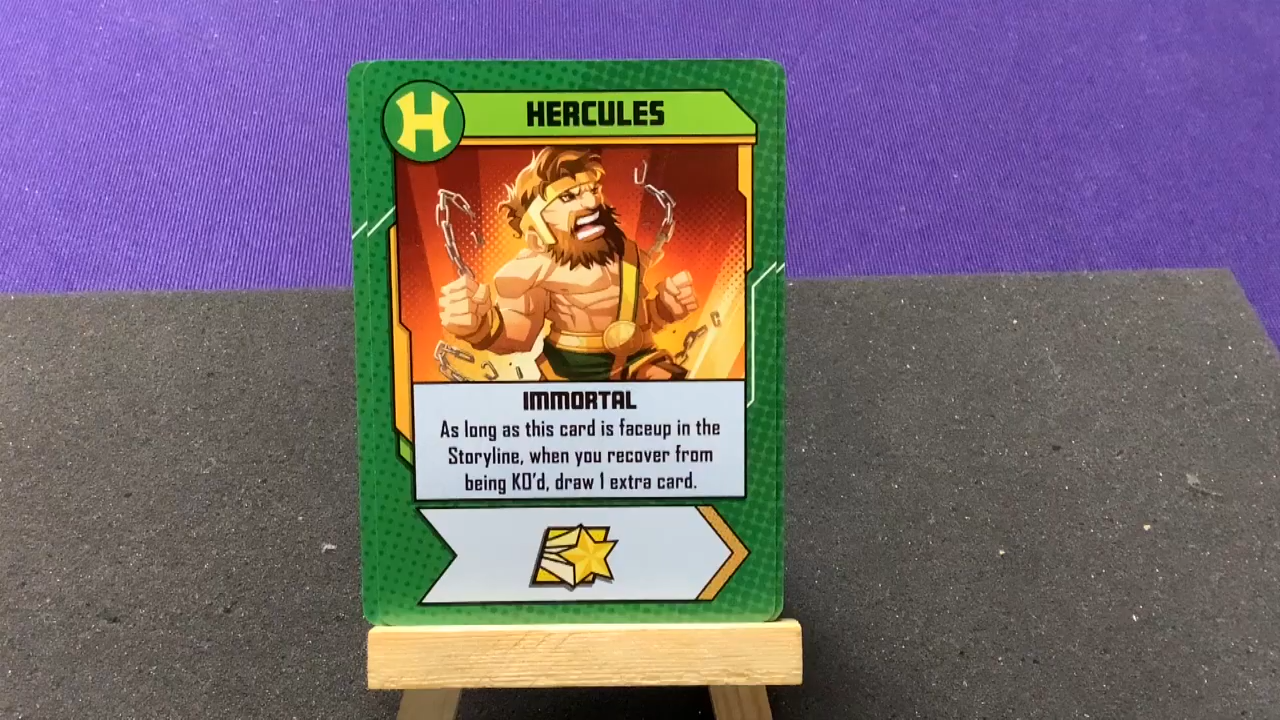 H
HERCULES
IMMORTAL
As long as this card is faceup in the
Storyline, when you recover from
being KO'd, draw 1 extra card.